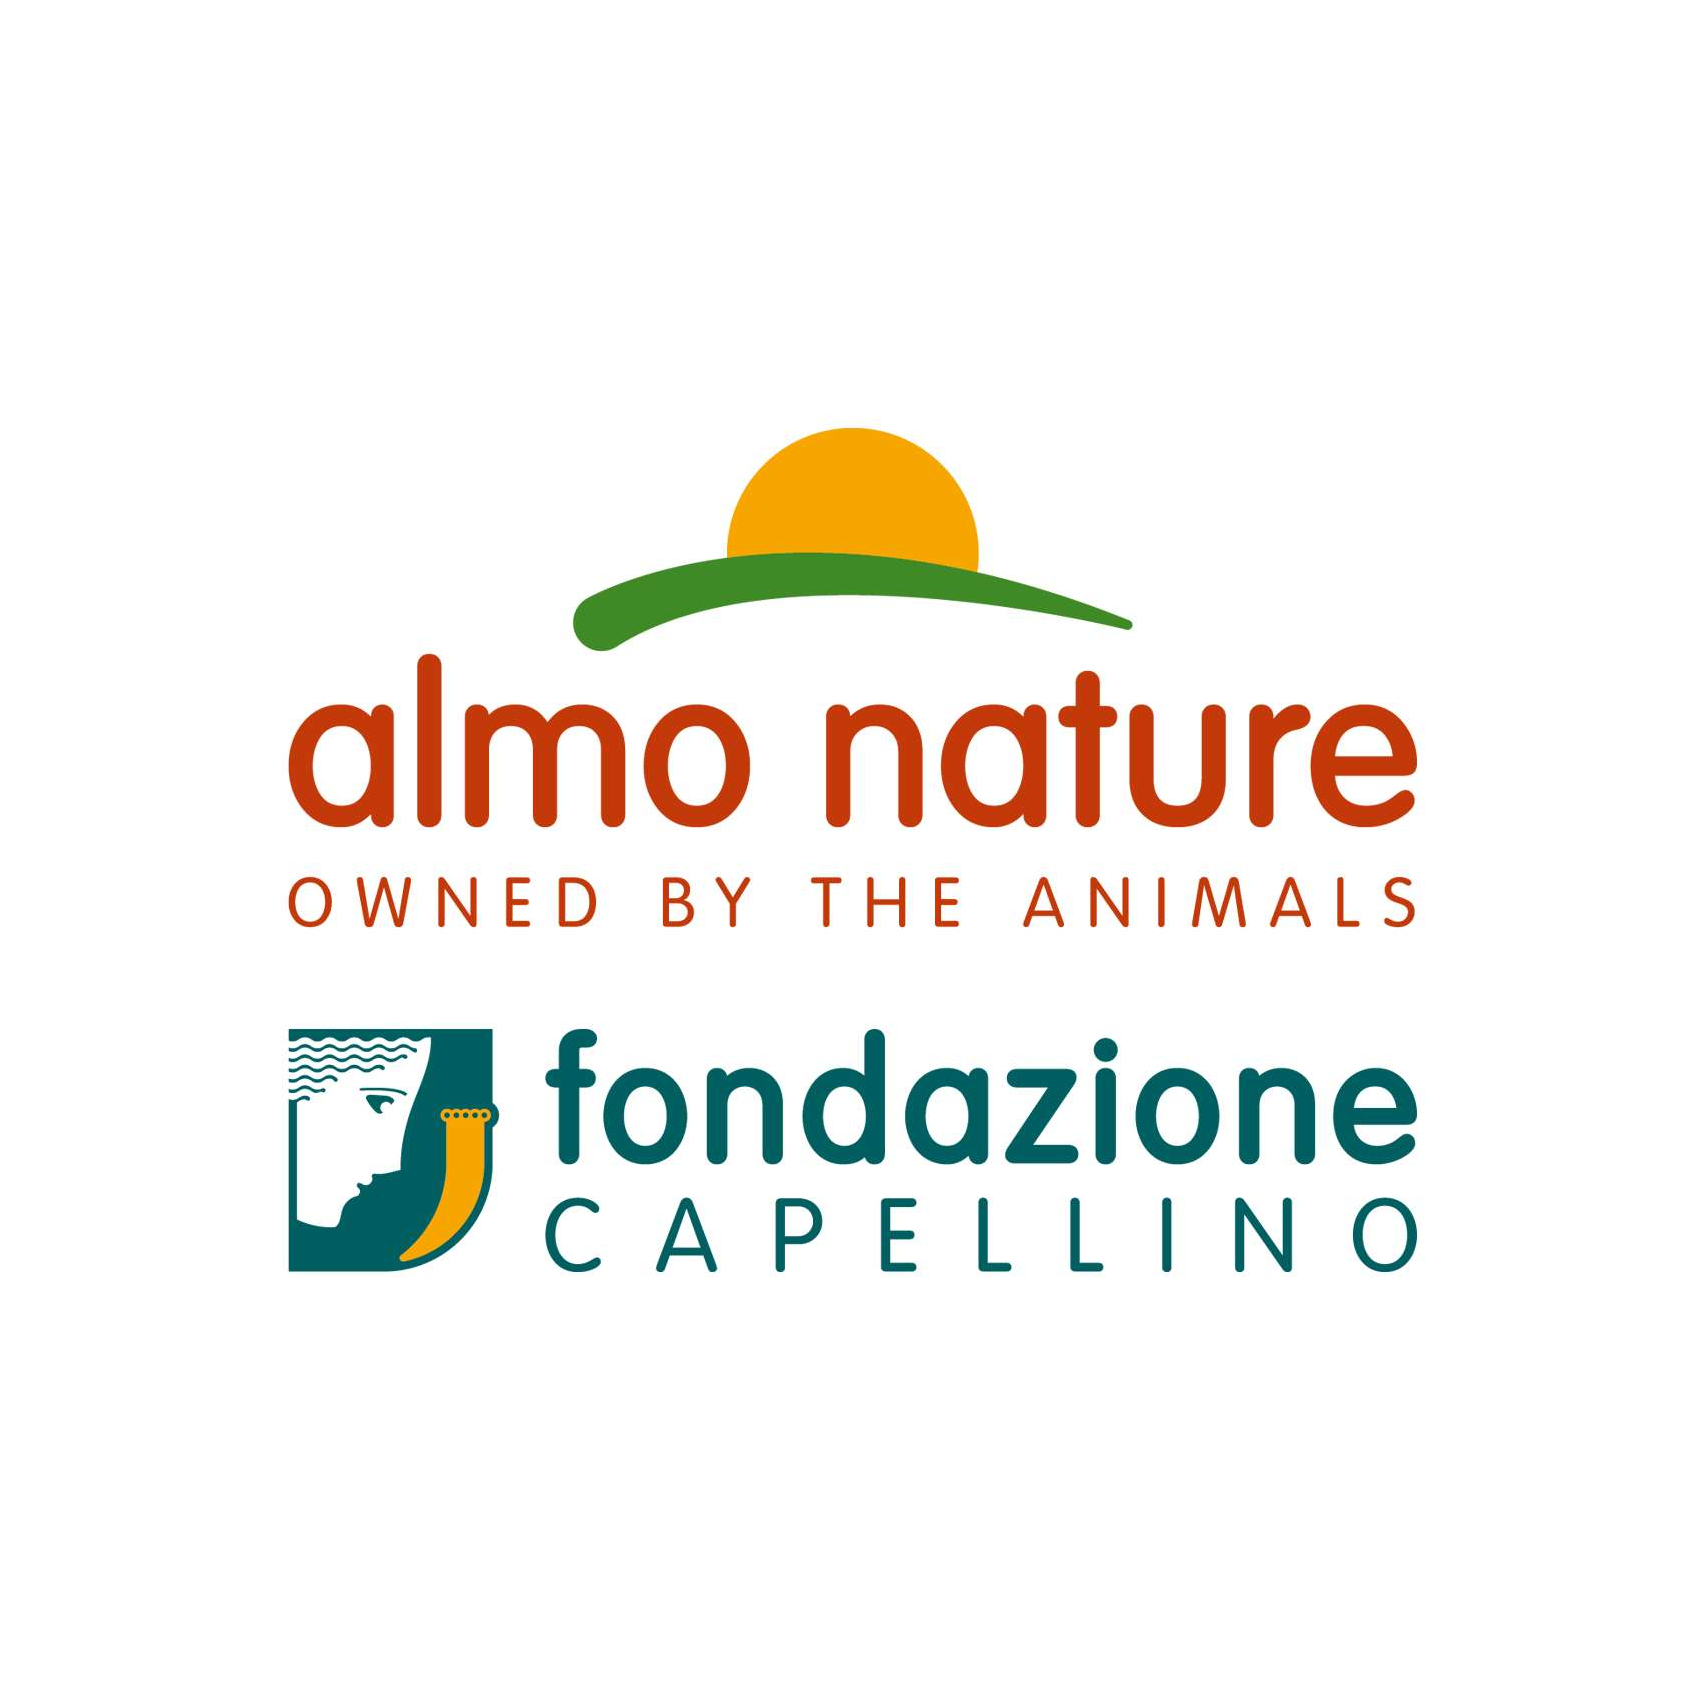 almo nature
OWNED BY THE ANIMALS
fondazione
CAPELLINO